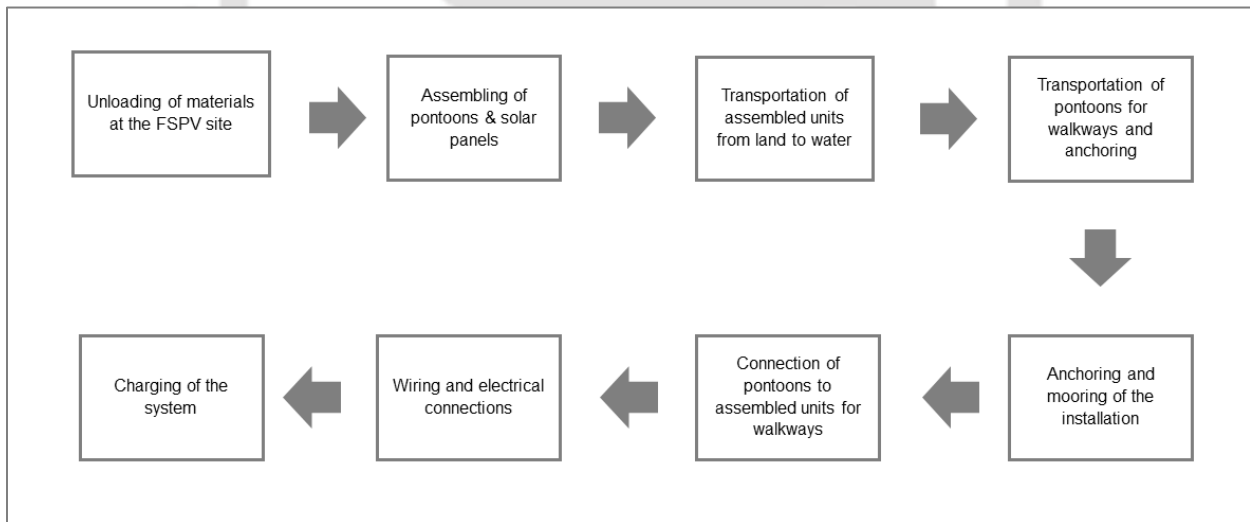 Unloading of materials
at the FSPV site
Assembling of
pontoons & solar
panels
Transportation of
assembled units
from land to water
Transportation of
pontoons for
walkways and
anchoring
Anchoring and
mooring of the
installation
Connection of
pontoons to
assembled units for
walkways
Wiring and electrical
connections
Charging of the
system